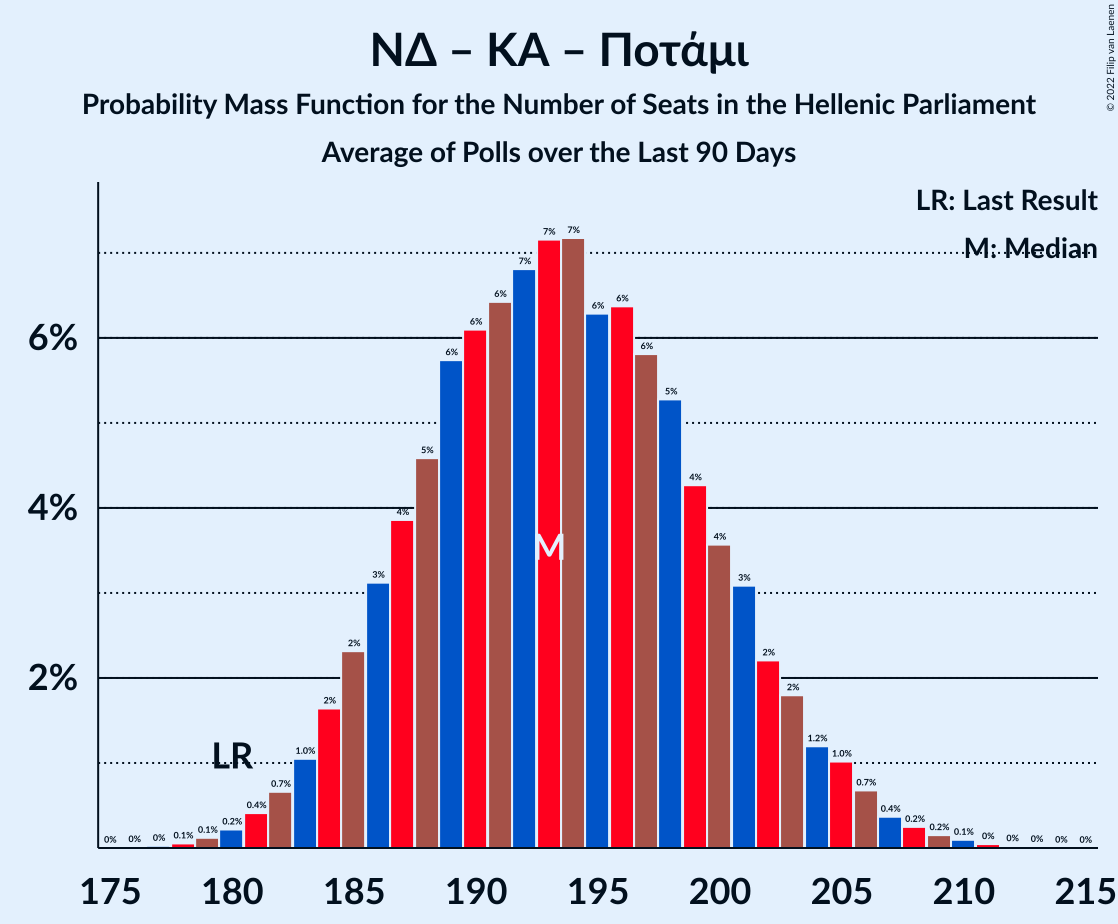 ΝΔ – ΚΑ – Ποτάμι
Probability Mass Function for the Number of Seats in the Hellenic Parliament
Average of Polls over the Last 90 Days
© 2022 Filip van Laenen
LR: Last Result
M: Median
6%
4%
2%
0% 0% 0% 0.1% 0.1% 0.2% 0.4% 0.7% 1.0% 2% 2% 3% 4% 5% 6% 6% 6% 7% 7% 7% 6% 6% 6% 5% 4% 4% 3% 2% 2% 1.2% 1.0% 0.7% 0.4% 0.2% 0.2% 0.1% 0% 0% 0% 0% 0%
LR
M
175 180 185 190 195 200 205 210 215